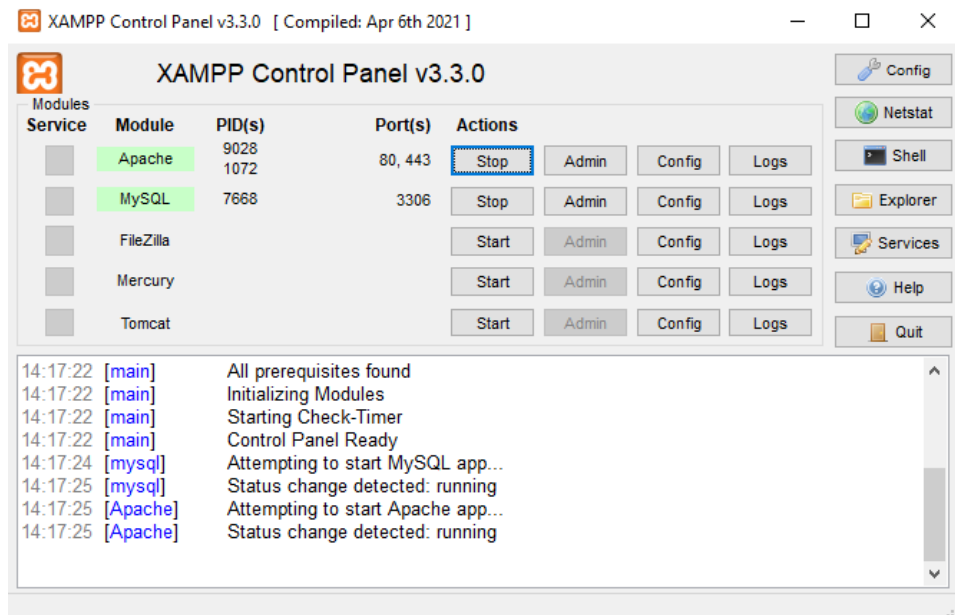 XAMPP Control Panel v3.3.0 [ Compiled: Apr 6th 2021 ]
XAMPP Control Panel v3.3.0
Config
Modules
Netstat
Service Module PID(s) Port(s) Actions
Apache 9028 1072 80, 443 Stop Admin Config Logs
Shell
MySQL 7668 3306 Stop Admin Config Logs
Explorer
FileZilla Start Admin Config Logs
Services
Mercury Start Admin Config Logs
Help
Tomcat Start Admin Config Logs
Quit
14:17:22 [main] All prerequisites found
14:17:22 [main] Initializing Modules
14:17:22 [main] Starting Check-Timer
14:17:22 [main] Control Panel Ready
14:17:24 [mysql] Attempting to start MySQL app...
14:17:25 [mysql] Status change detected: running
14:17:25 [Apache] Attempting to start Apache app...
14:17:25 [Apache] Status change detected: running